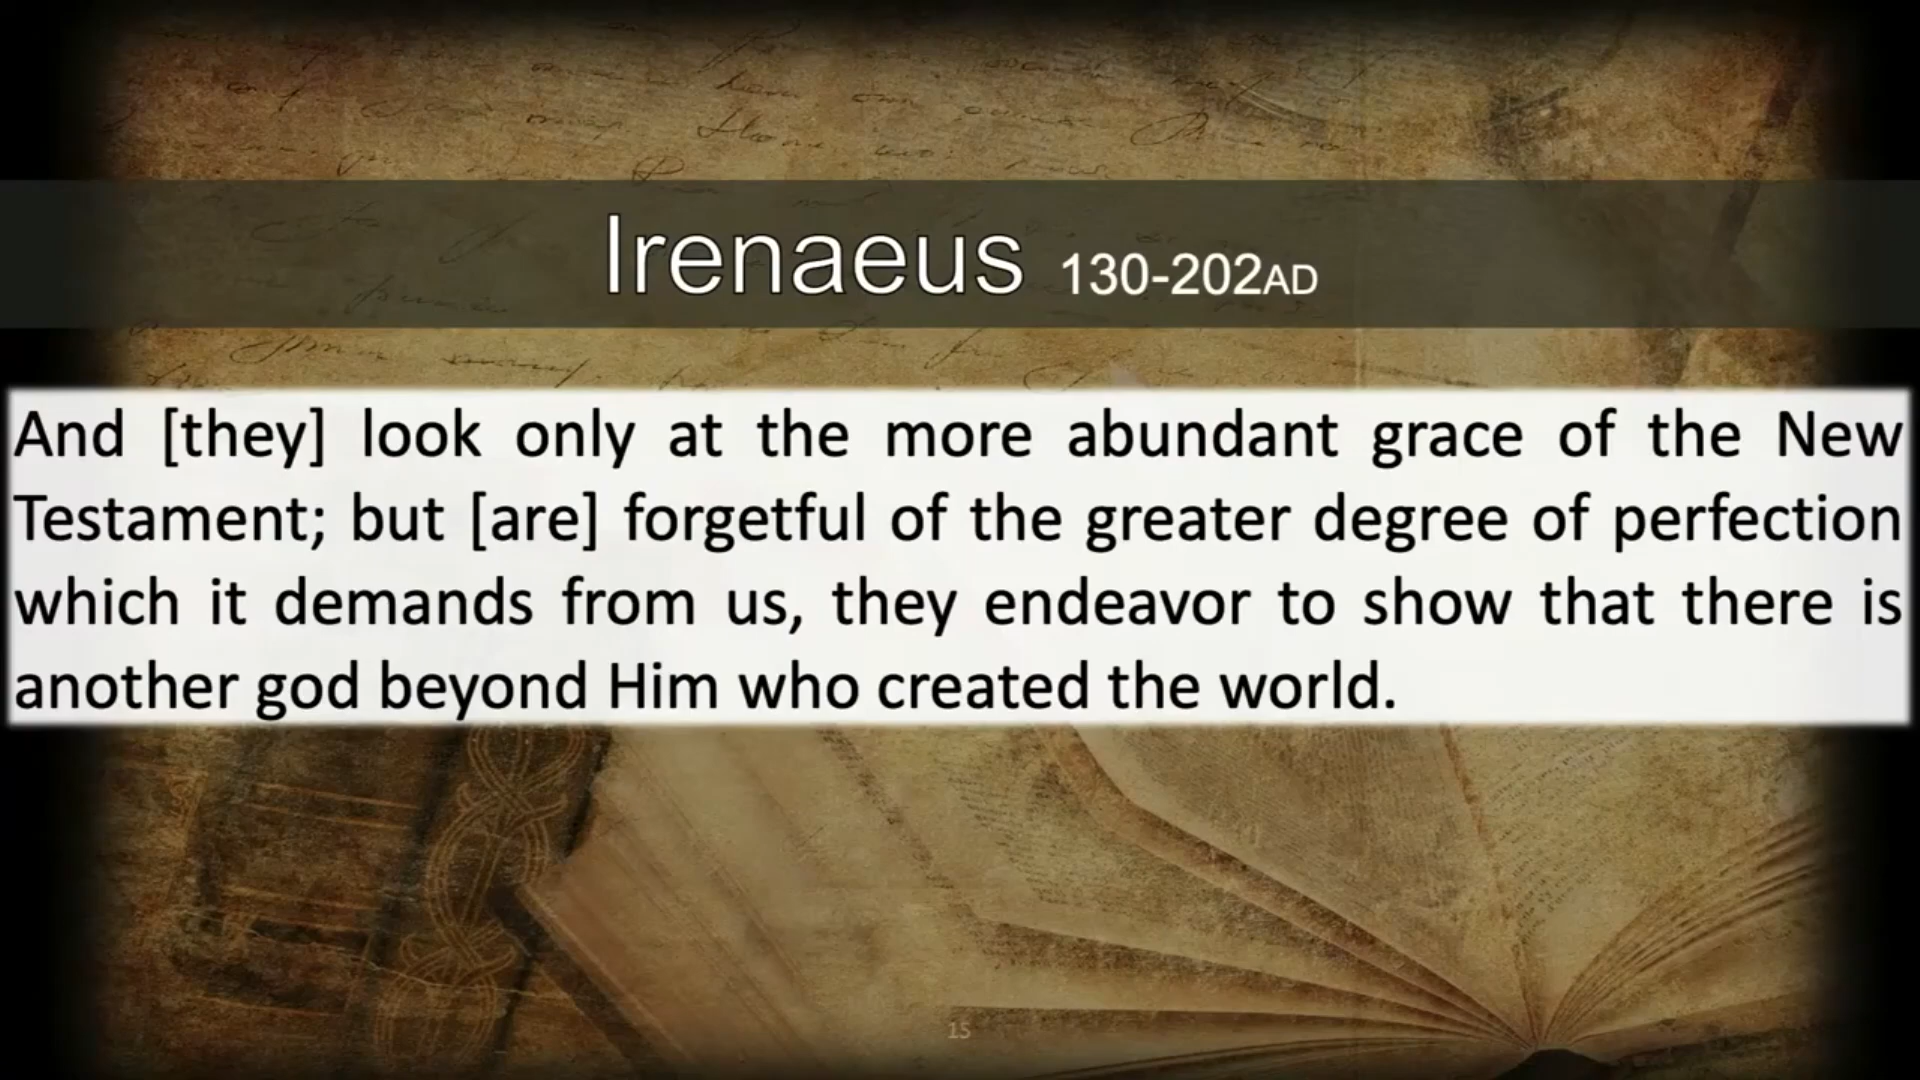 Irenaeus 130-202AD
And [they] look only at the more abundant grace of the New
Testament; but [are] forgetful of the greater degree of perfection
which it demands from us, they endeavor to show that there is
another god beyond Him who created the world.
15